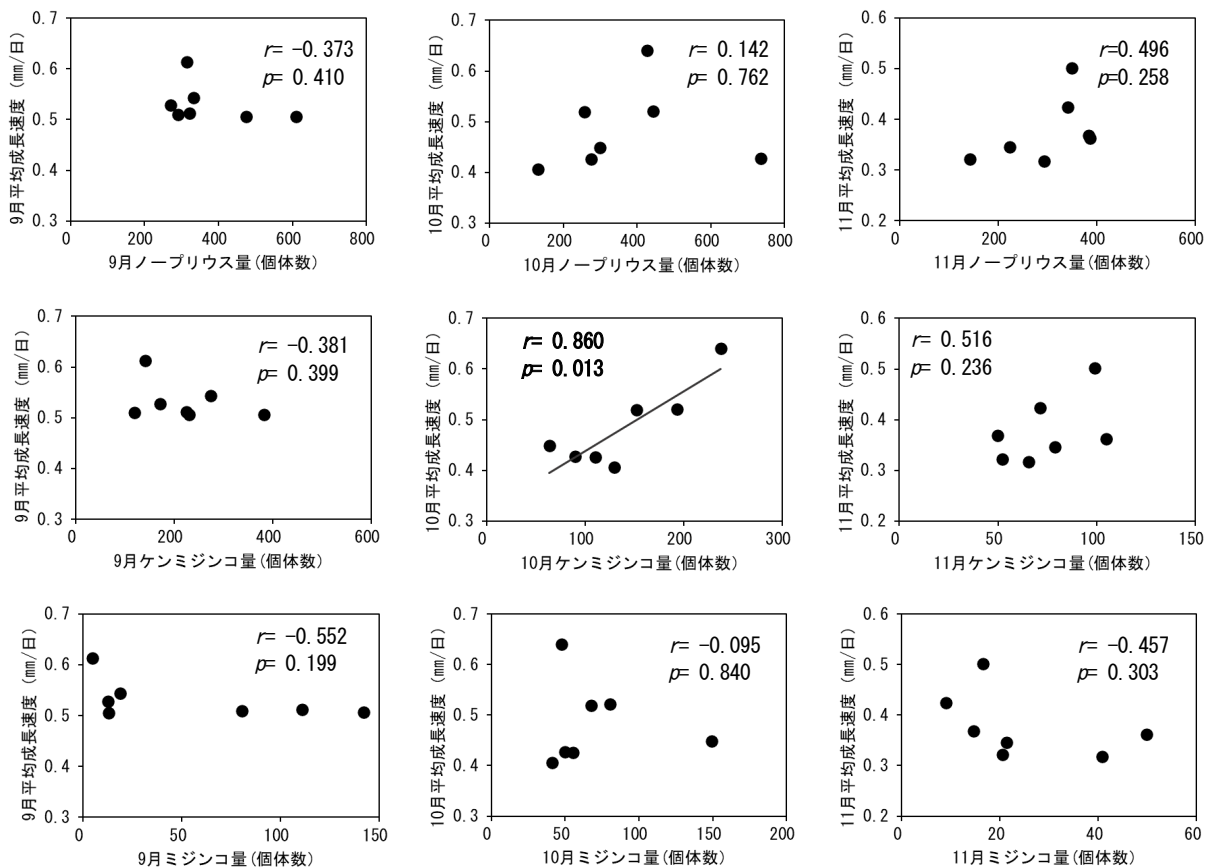 9月平均成長速度 (㎜/日)
0.7
0.6
0.5
0.4
0.3
r= -0.373
p= 0.410
0 200 400 600 800
9月ノープリウス量(個体数)
10月平均成長速度 (㎜/日)
0.7
0.6
0.5
0.4
0.3
r= 0.142
p= 0.762
0 200 400 600 800
10月ノープリウス量(個体数)
11月平均成長速度 (㎜/日)
0.6
0.5
0.4
0.3
0.2
r=0.496
p=0.258
0 200 400 600
11月ノープリウス量(個体数)
9月平均成長速度 (㎜/日)
0.7
0.6
0.5
0.4
0.3
r= -0.381
p= 0.399
0 200 400 600
9月ケンミジンコ量(個体数)
10月平均成長速度 (㎜/日)
0.7
0.6
0.5
0.4
0.3
r= 0.860
p= 0.013
0 100 200 300
10月ケンミジンコ量(個体数)
11月平均成長速度 (㎜/日)
0.6
0.5
0.4
0.3
0.2
r= 0.516
p= 0.236
0 50 100 150
11月ケンミジンコ量(個体数)
9月平均成長速度 (㎜/日)
0.7
0.6
0.5
0.4
0.3
r= -0.552
p= 0.199
0 50 100 150
9月ミジンコ量(個体数)
10月平均成長速度 (㎜/日)
0.7
0.6
0.5
0.4
0.3
r= -0.095
p= 0.840
0 50 100 150 200
10月ミジンコ量(個体数)
11月平均成長速度 (㎜/日)
0.6
0.5
0.4
0.3
0.2
r= -0.457
p= 0.303
0 20 40 60
11月ミジンコ量(個体数)